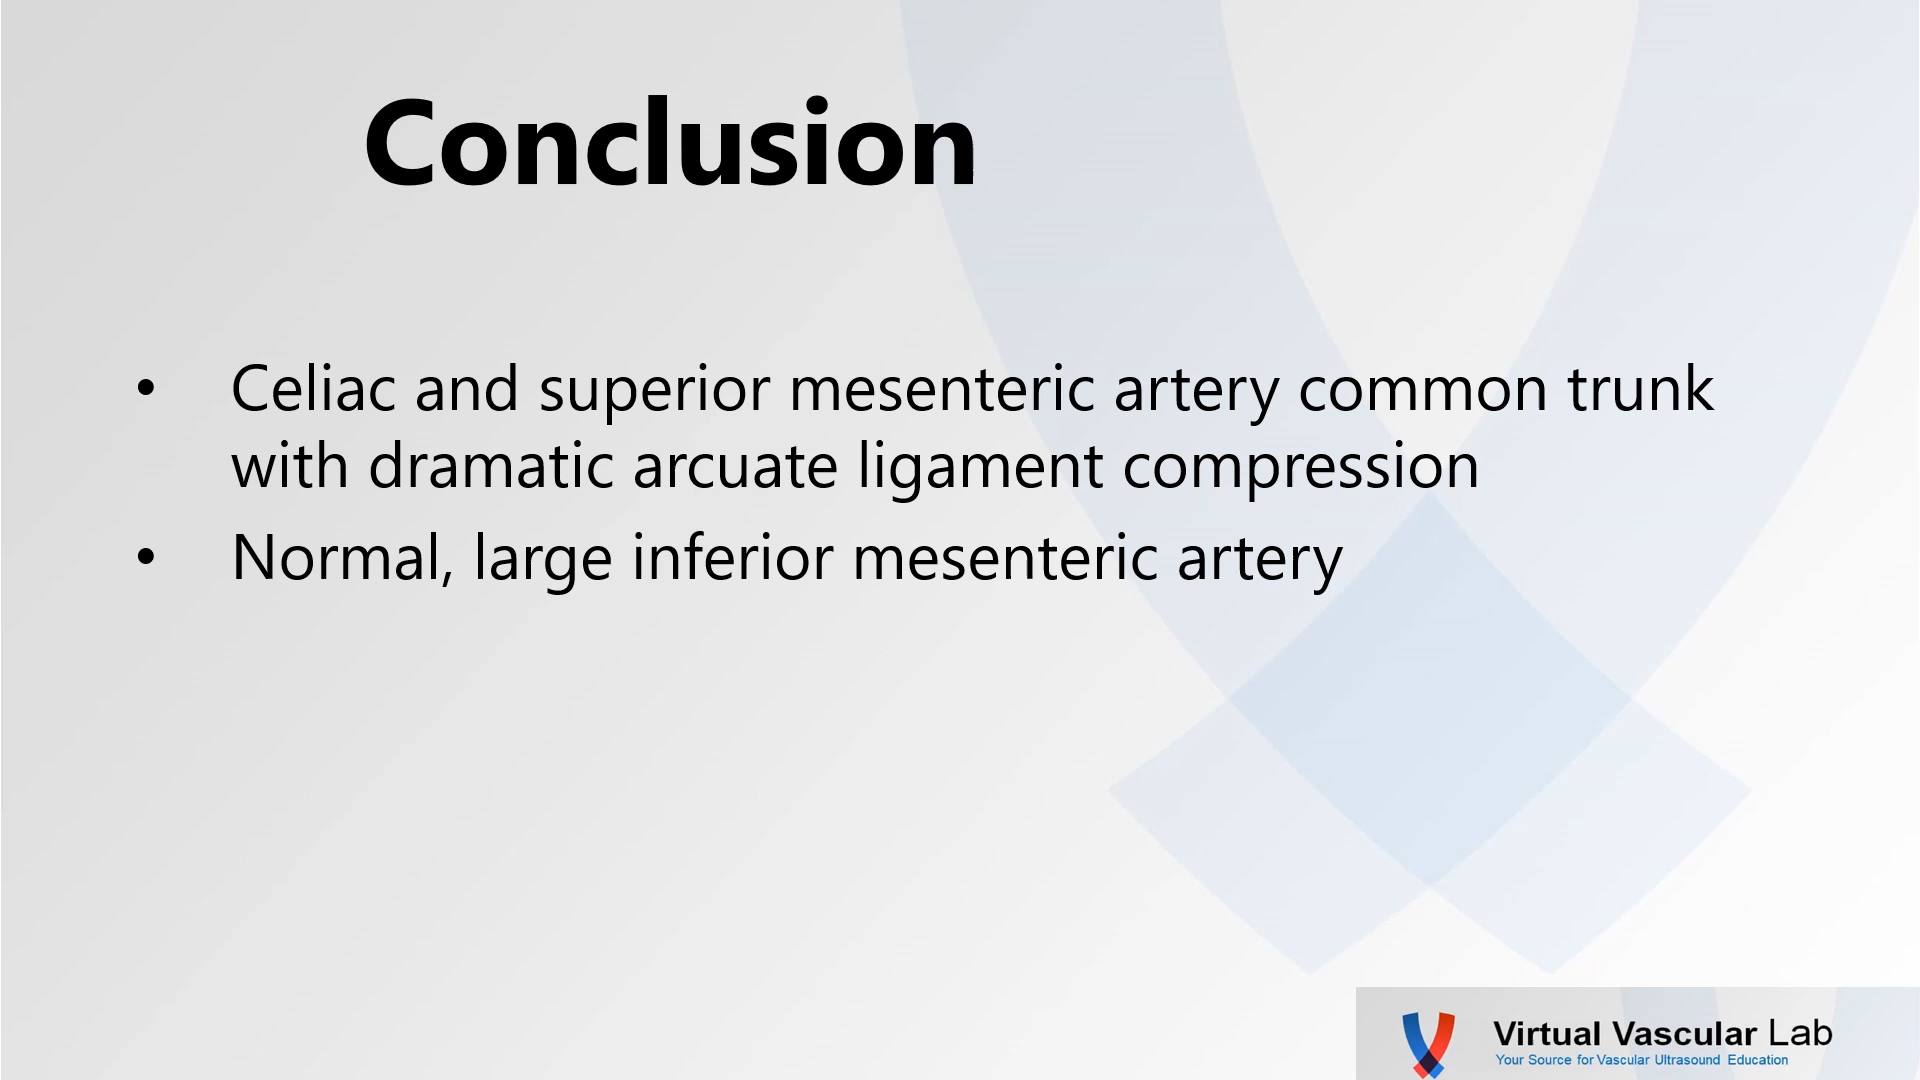 Conclusion
• Celiac and superior mesenteric artery common trunk
with dramatic arcuate ligament compression
• Normal, large inferior mesenteric artery
Virtual Vascular Lab
Your Source for Vascular Ultrasound Education